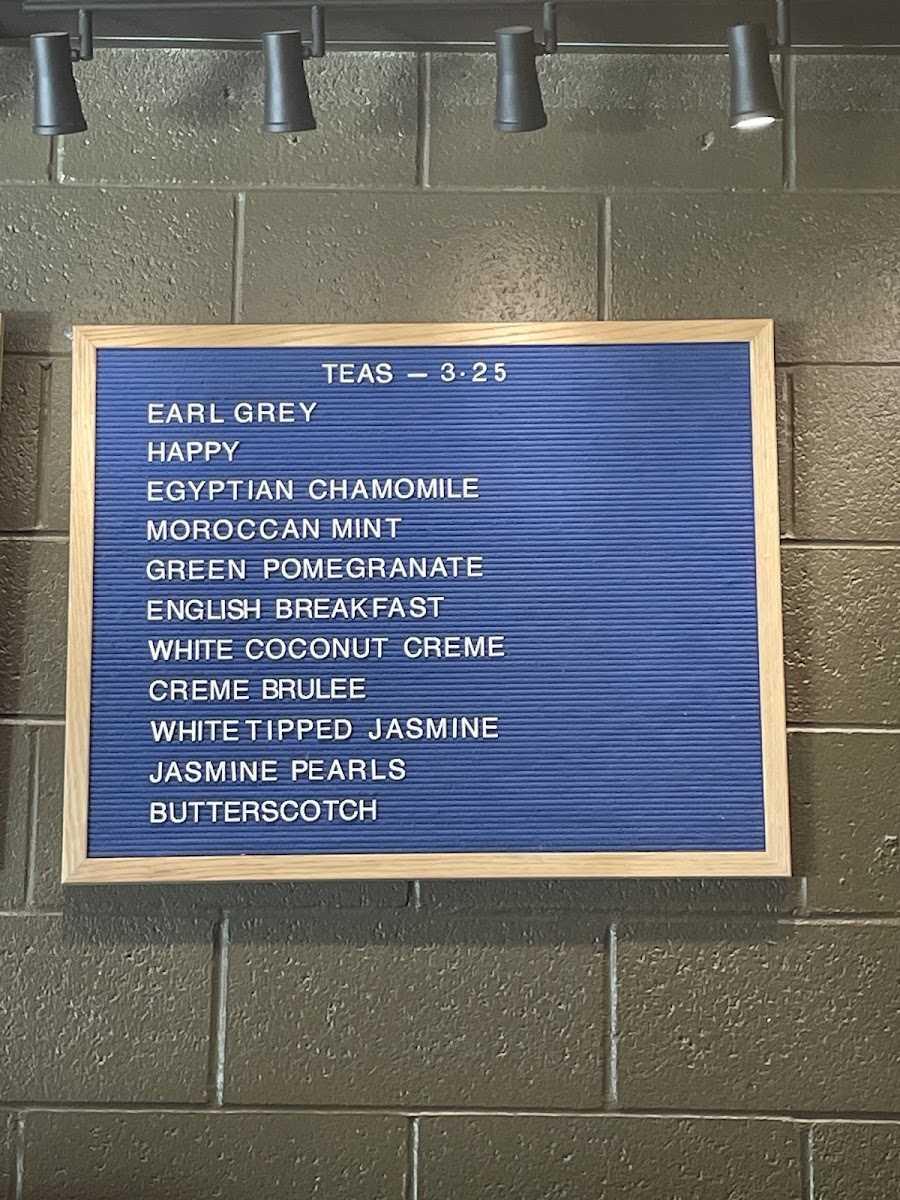 TEAS — 3.25
EARL GREY
HAPPY
EGYPTIAN CHAMOMILE
MOROCCAN MINT
GREEN POMEGRANATE
ENGLISH BREAKFAST
WHITE COCONUT CREME
CREME BRULEE
WHITE TIPPED JASMINE
JASMINE PEARLS
BUTTERSCOTCH